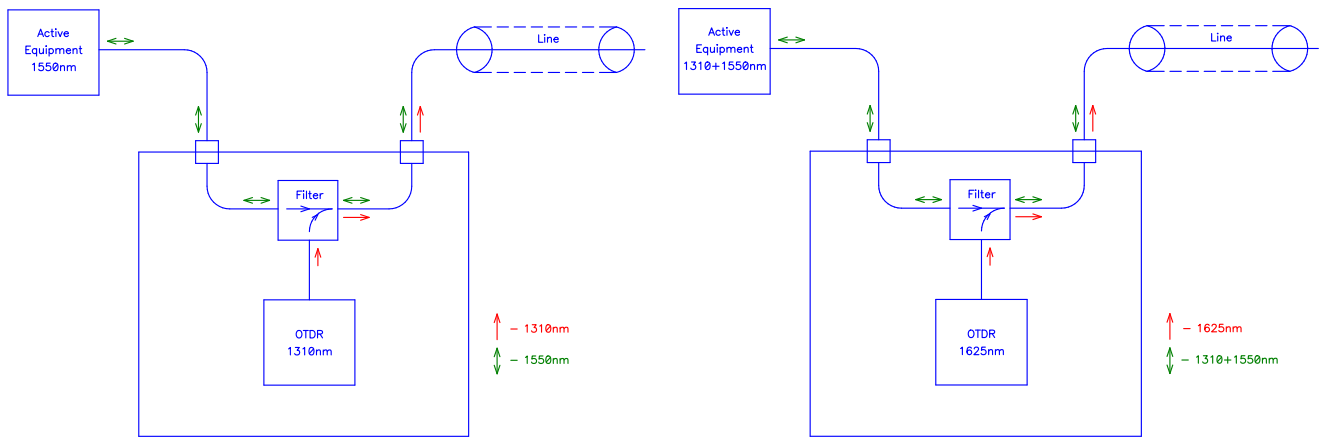 Active
Equipment
1550nm
Line
Filter
OTDR
1310nm
- 1310nm
- 1550nm
Active
Equipment
1310+1550nm
Line
Filter
OTDR
1625nm
- 1625nm
- 1310+1550nm